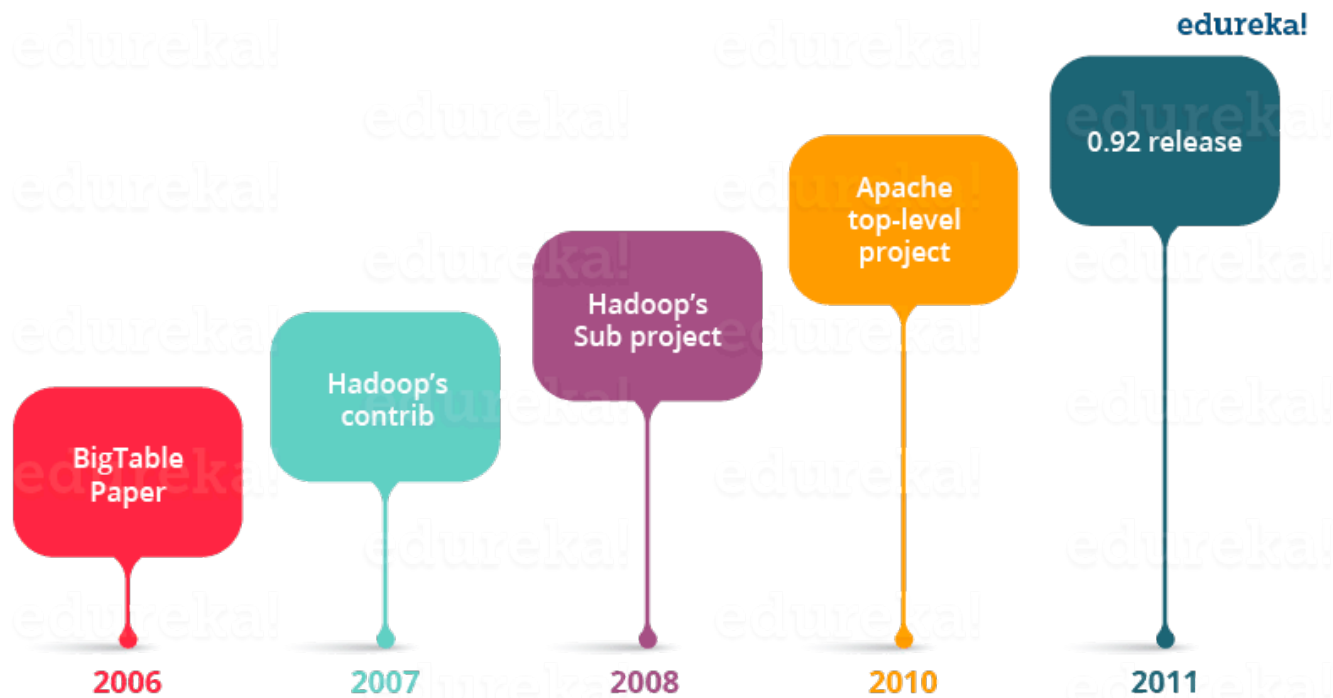 edureka!
0.92 release
Apache
top-level
project
Hadoop’s
Sub project
Hadoop’s
contrib
BigTable
Paper
2006
2007
2008
2010
2011